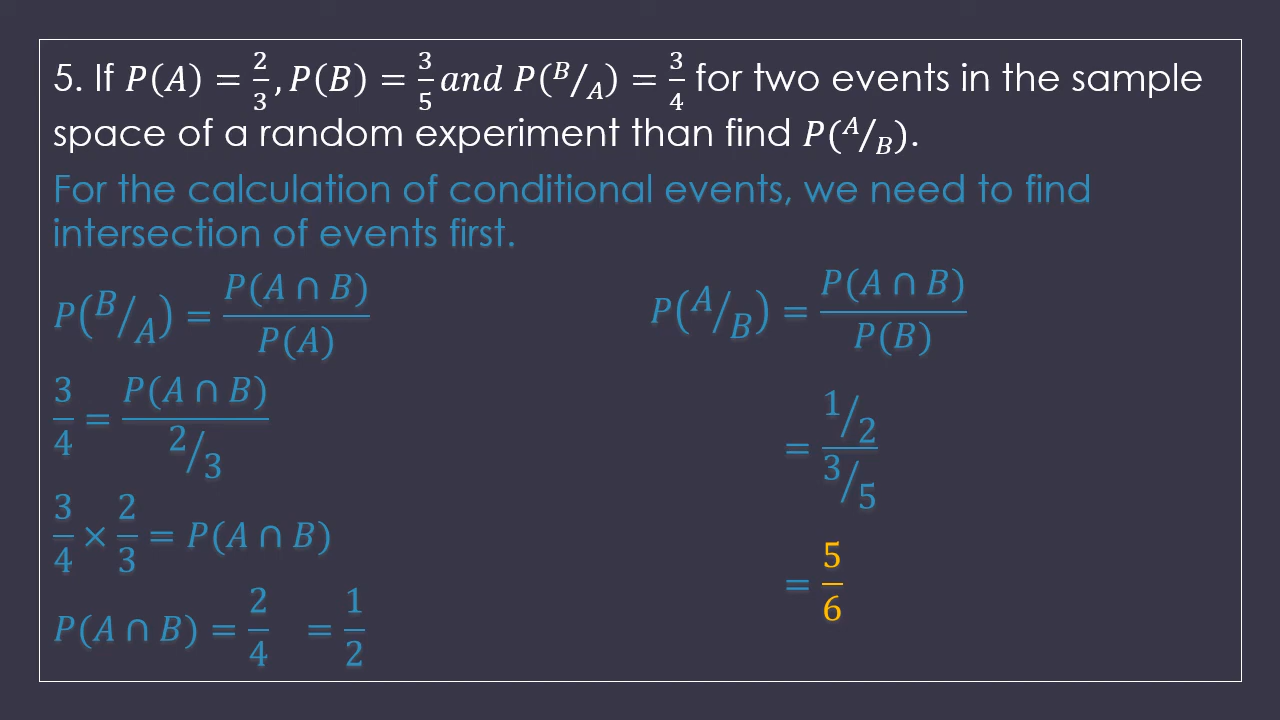 5. If P(A) = 2/3, P(B) = 3/5 and P(B/A) = 3/4 for two events in the sample
space of a random experiment than find P(A/B).
For the calculation of conditional events, we need to find
intersection of events first.
P(B/A) = P(A ∩ B)/P(A)
3/4 = P(A ∩ B)/(2/3)
3/4 × 2/3 = P(A ∩ B)
P(A ∩ B) = 2/4 = 1/2
P(A/B) = P(A ∩ B)/P(B)
= (1/2)/(3/5)
= 5/6